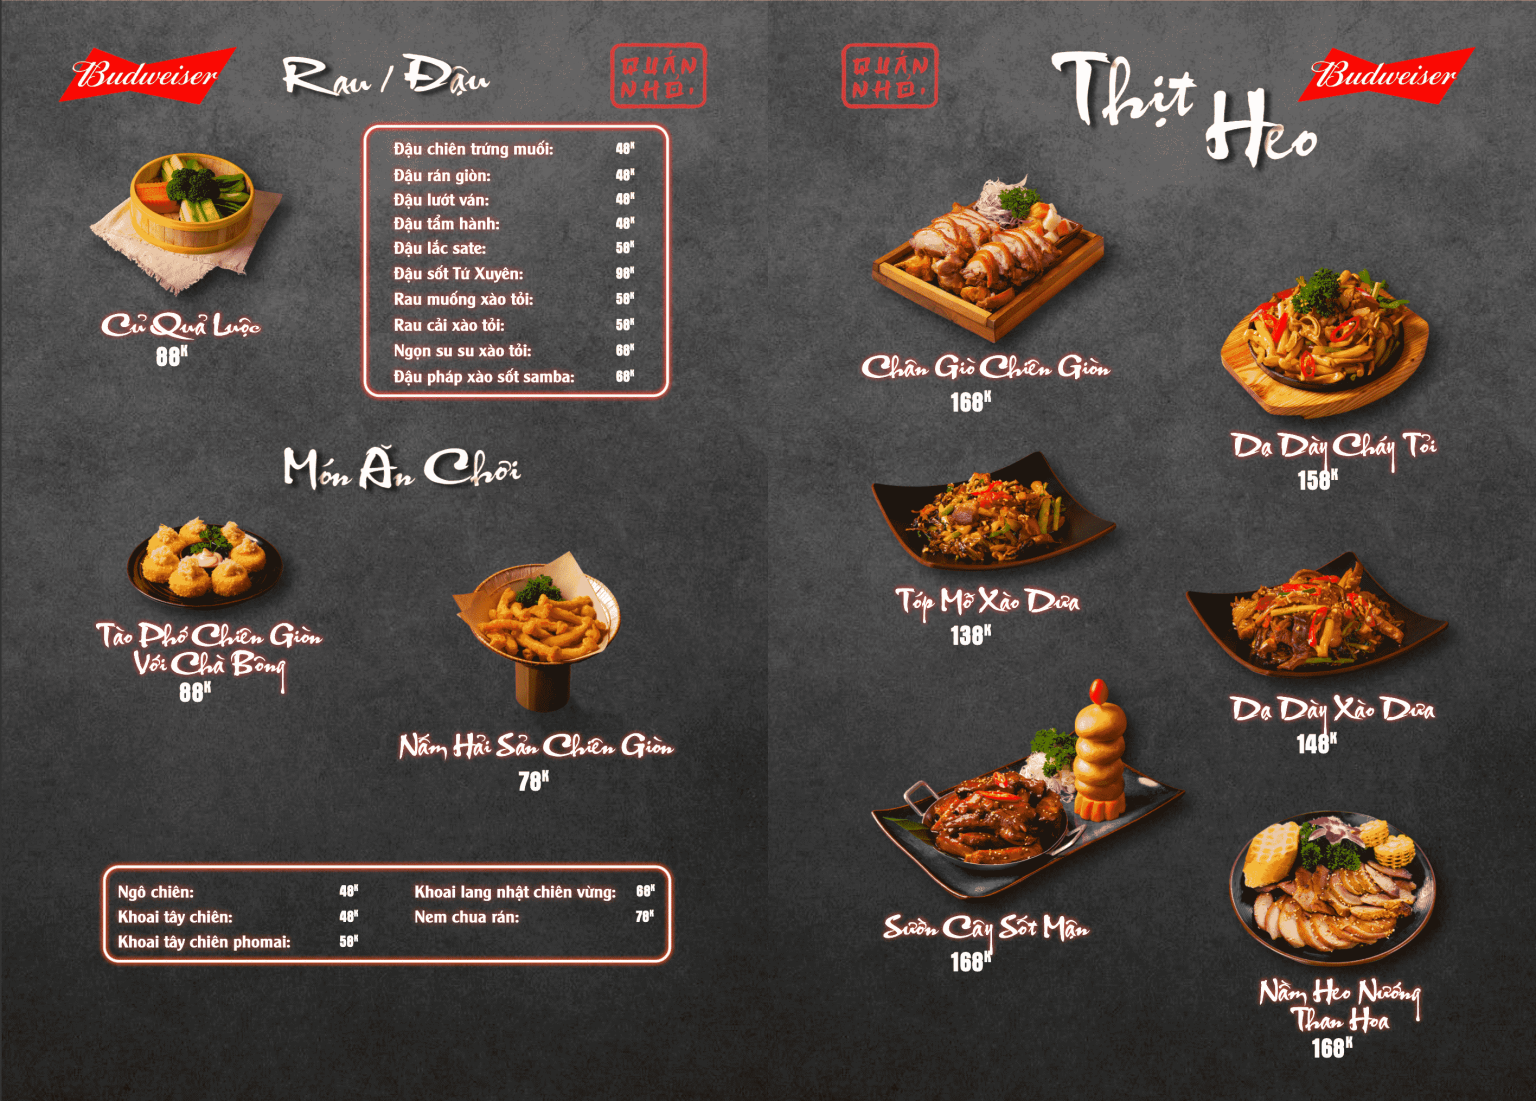 Budweiser
Rau / Đậu
QUÁN
NHỎ.
Củ Quả Luộc
88K
Đậu chiên trứng muối: 48K
Đậu rán giòn: 48K
Đậu lướt ván: 48K
Đậu tẩm hành: 48K
Đậu lắc sate: 58K
Đậu sốt Tứ Xuyên: 98K
Rau muống xào tỏi: 58K
Rau cải xào tỏi: 58K
Ngọn su su xào tỏi: 68K
Đậu pháp xào sốt samba: 68K
Món Ăn Chơi
Tào Phớ Chiên Giòn
Với Chà Bông
88K
Nấm Hải Sản Chiên Giòn
78K
Ngô chiên: 48K
Khoai tây chiên: 48K
Khoai tây chiên phomai: 58K
Khoai lang nhật chiên vừng: 68K
Nem chua rán: 78K
QUÁN
NHỎ.
Thịt
Heo
Budweiser
Chân Giò Chiên Giòn
168K
Dạ Dày Cháy Tỏi
158K
Tóp Mỡ Xào Dưa
138K
Dạ Dày Xào Dưa
148K
Sườn Cây Sốt Mận
168K
Nầm Heo Nướng
Than Hoa
168K